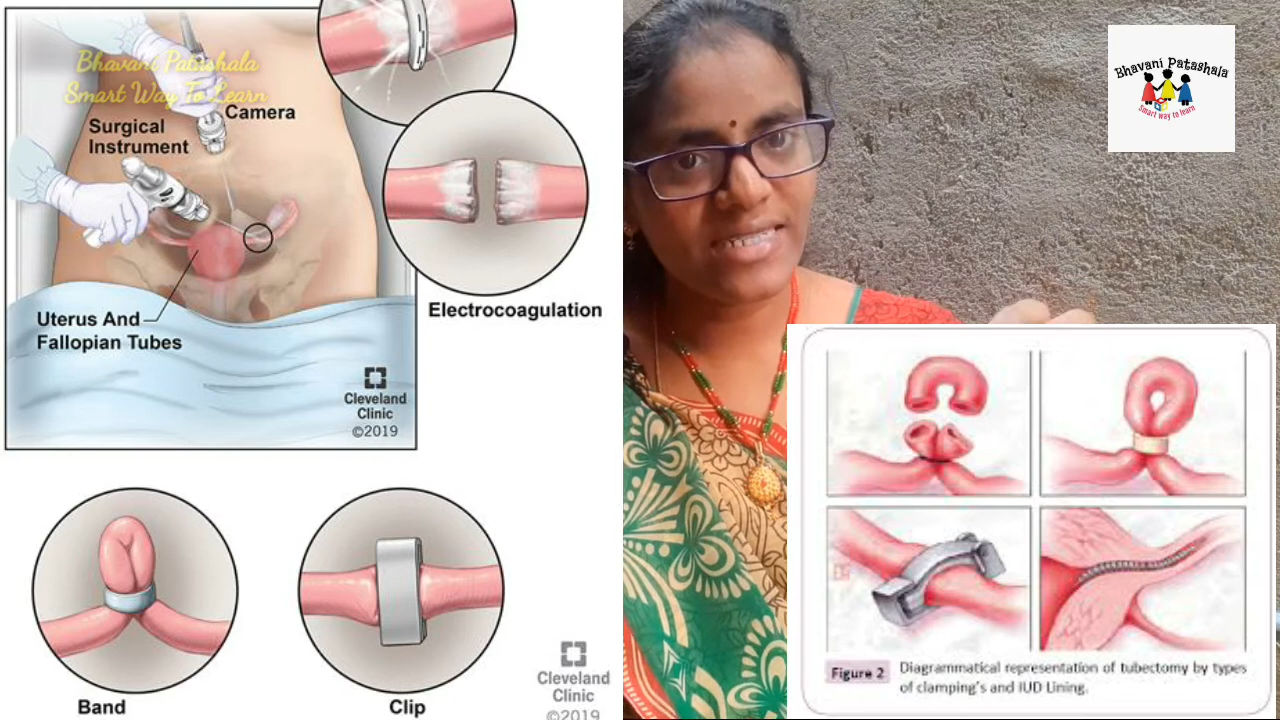 Bhavani Patashala
Smart Way To Learn
Camera
Surgical
Instrument
Uterus And
Fallopian Tubes
Cleveland
Clinic
©2019
Electrocoagulation
Band
Clip
Cleveland
Clinic
©2019
Bhavani Patashala
Smart way to learn
Figure 2 Diagrammatical representation of tubectomy by types
of clamping's and IUD Lining.